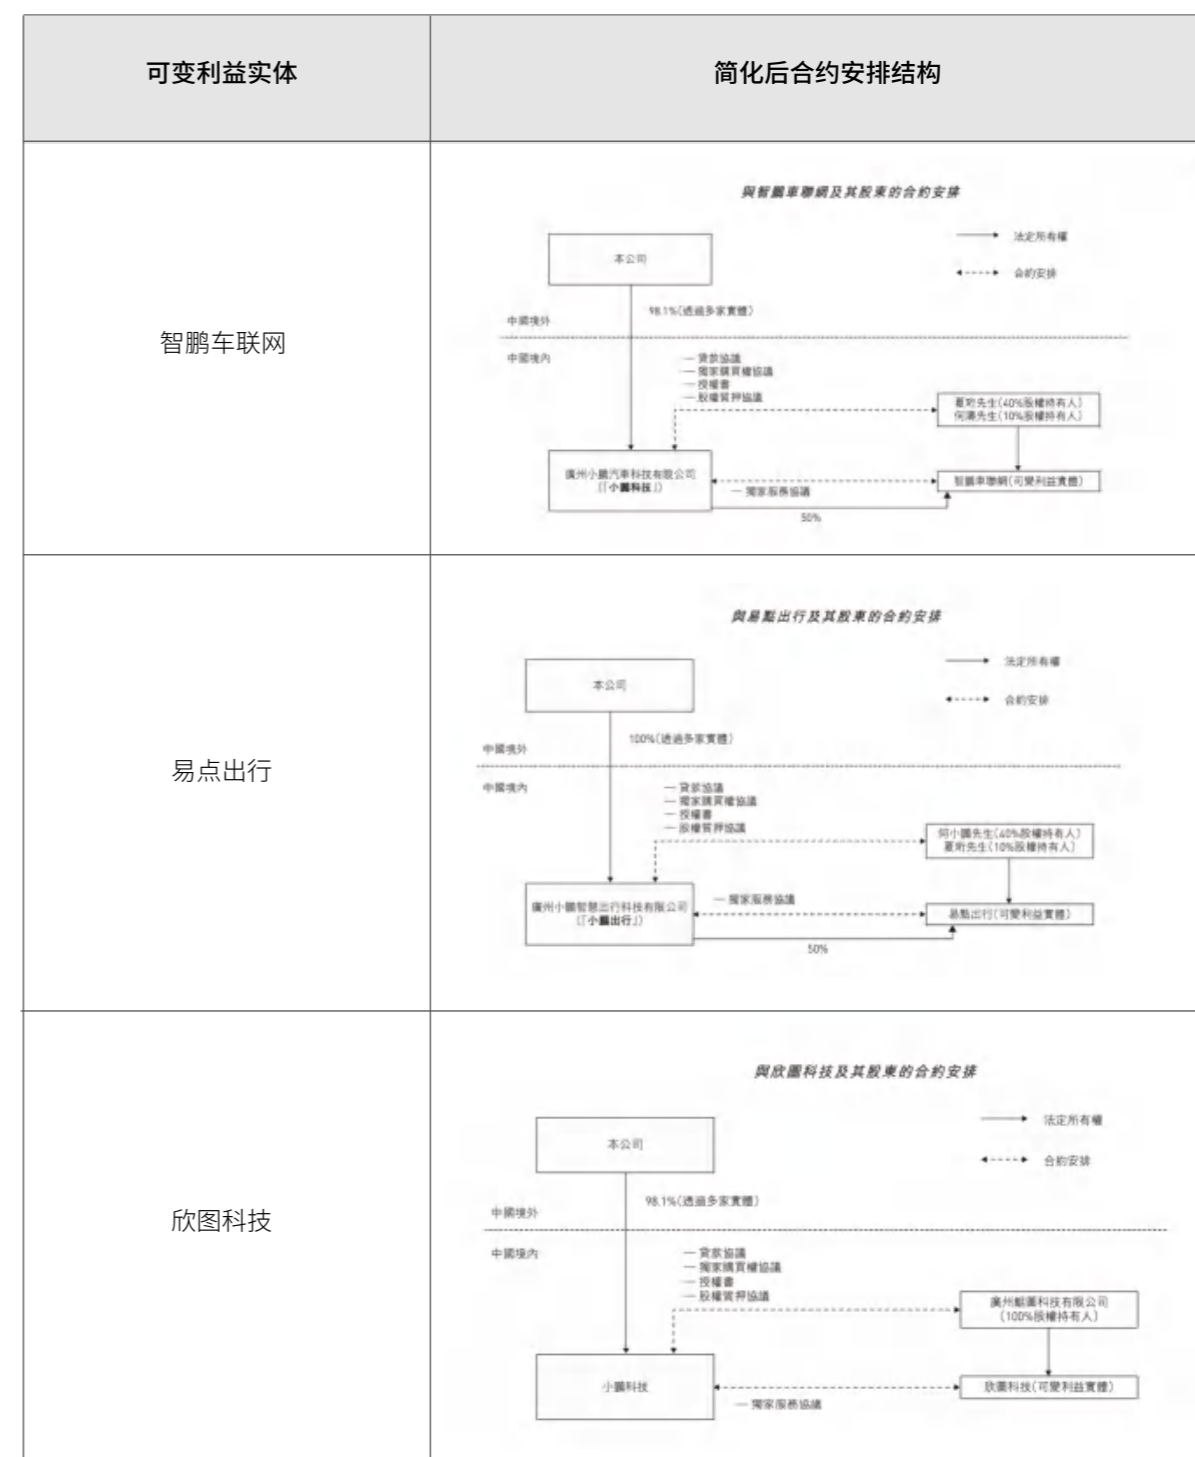 可变利益实体
简化后合约安排结构
智鹏车联网
與智鵬車聯網及其股東的合約安排
法定所有權
合約安排
本公司
98.1%(透過多家實體)
中國境外
中國境內
— 貸款協議
— 獨家購買權協議
— 授權書
— 股權質押協議
夏珩先生(40%股權持有人)
何濤先生(10%股權持有人)
廣州小鵬汽車科技有限公司
(「小鵬科技」)
— 獨家服務協議
智鵬車聯網(可變利益實體)
50%
易点出行
與易點出行及其股東的合約安排
法定所有權
合約安排
本公司
100%(透過多家實體)
中國境外
中國境內
— 貸款協議
— 獨家購買權協議
— 授權書
— 股權質押協議
何小鵬先生(40%股權持有人)
夏珩先生(10%股權持有人)
廣州小鵬智慧出行科技有限公司
(「小鵬出行」)
— 獨家服務協議
易點出行(可變利益實體)
50%
欣图科技
與欣圖科技及其股東的合約安排
法定所有權
合約安排
本公司
98.1%(透過多家實體)
中國境外
中國境內
— 貸款協議
— 獨家購買權協議
— 授權書
— 股權質押協議
廣州鯤圖科技有限公司
(100%股權持有人)
小鵬科技
欣圖科技(可變利益實體)
— 獨家服務協議